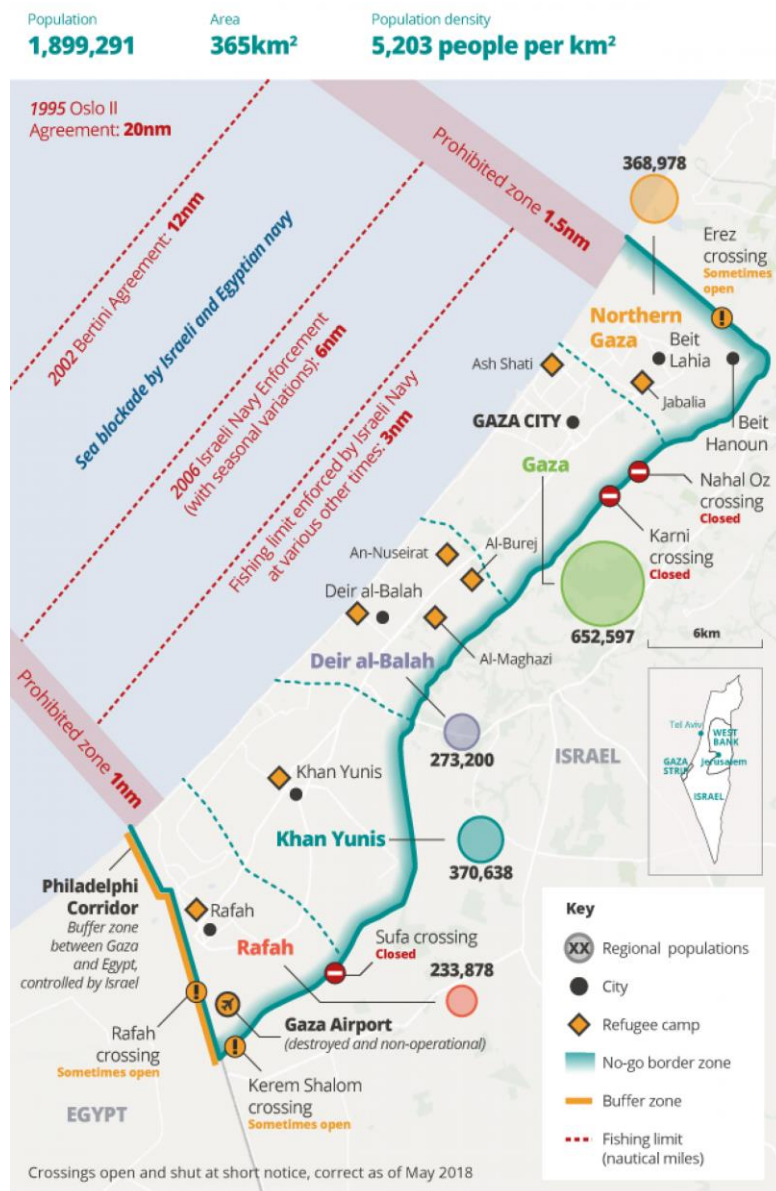 Population
1,899,291
Area
365km²
Population density
5,203 people per km²
1995 Oslo II
Agreement: 20nm
Prohibited zone 1.5nm
2002 Bertini Agreement: 12nm
Sea blockade by Israeli and Egyptian navy
2006 Israeli Navy Enforcement
(with seasonal variations): 6nm
Fishing limit enforced by Israeli Navy
at various other times: 3nm
Prohibited zone 1nm
368,978
Erez
crossing
Sometimes
open
Northern
Gaza
Beit
Lahia
Ash Shati
Jabalia
GAZA CITY
Beit
Hanoun
Gaza
Nahal Oz
crossing
Closed
Karni
crossing
Closed
An-Nuseirat
Al-Burej
Deir al-Balah
652,597
6km
Deir al-Balah
Al-Maghazi
273,200
ISRAEL
Tel Aviv
WEST
BANK
Jerusalem
GAZA
STRIP
ISRAEL
Khan Yunis
Khan Yunis
370,638
Philadelphi
Corridor
Buffer zone
between Gaza
and Egypt,
controlled by Israel
Rafah
Rafah
Sufa crossing
Closed
233,878
Gaza Airport
(destroyed and non-operational)
Rafah
crossing
Sometimes open
Kerem Shalom
crossing
Sometimes open
EGYPT
Key
XX Regional populations
City
Refugee camp
No-go border zone
Buffer zone
Fishing limit
(nautical miles)
Crossings open and shut at short notice, correct as of May 2018